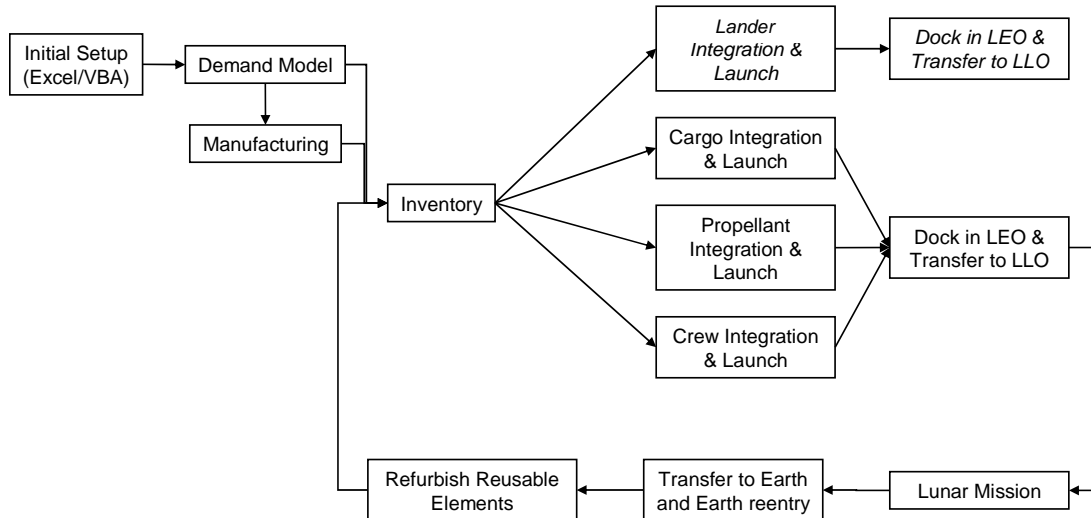 Initial Setup
(Excel/VBA)
Demand Model
Manufacturing
Inventory
Lander
Integration &
Launch
Dock in LEO &
Transfer to LLO
Cargo Integration
& Launch
Propellant
Integration &
Launch
Dock in LEO &
Transfer to LLO
Crew Integration
& Launch
Refurbish Reusable
Elements
Transfer to Earth
and Earth reentry
Lunar Mission